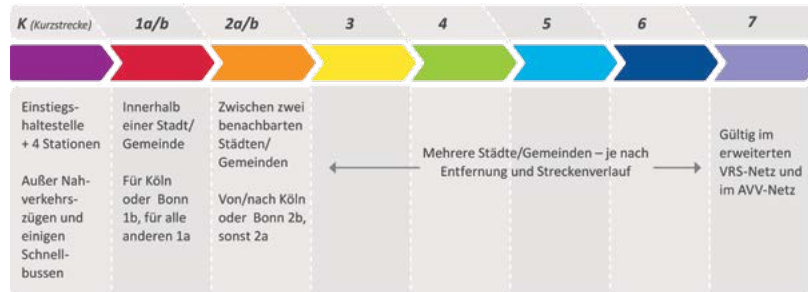 K (Kurzstrecke)
1a/b
2a/b
3
4
5
6
7
Einstiegs-
haltestelle
+ 4 Stationen
Außer Nah-
verkehrs-
zügen und
einigen
Schnell-
bussen
Innerhalb
einer Stadt/
Gemeinde
Für Köln
oder Bonn
1b, für alle
anderen 1a
Zwischen zwei
benachbarten
Städten/
Gemeinden
Von/nach Köln
oder Bonn 2b,
sonst 2a
Mehrere Städte/Gemeinden – je nach
Entfernung und Streckenverlauf
Gültig im
erweiterten
VRS-Netz und
im AVV-Netz